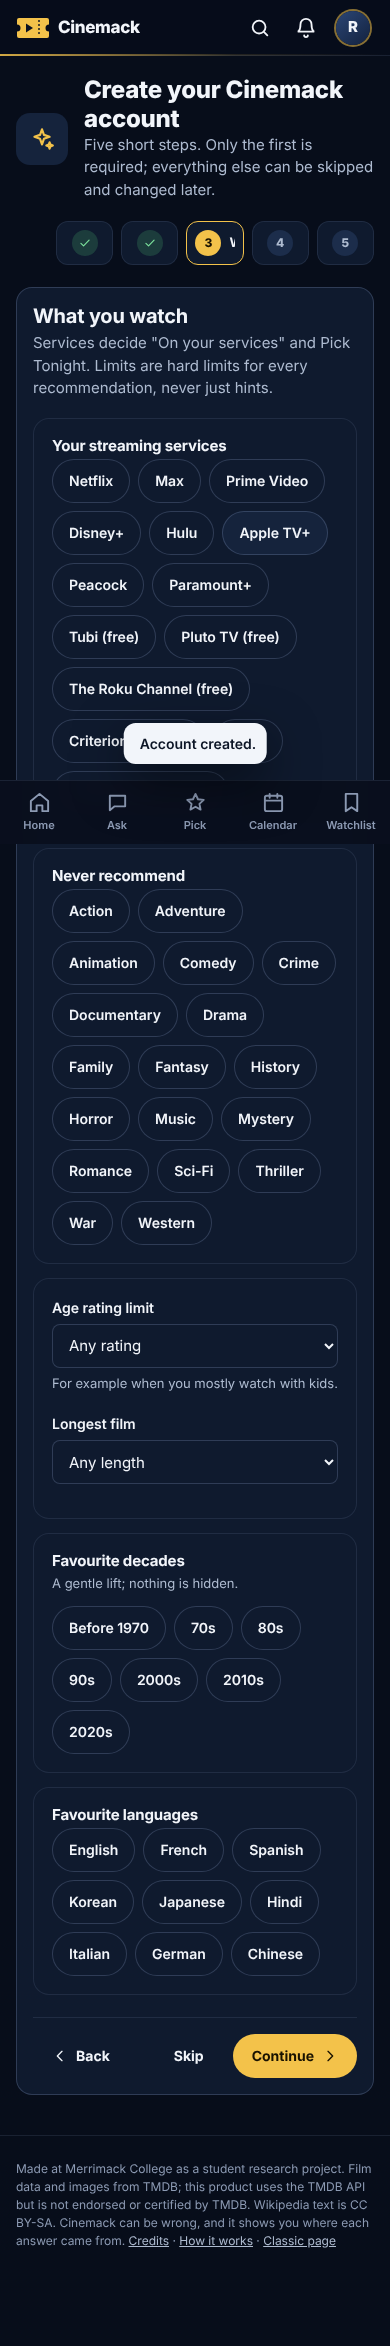 Cinemack
R
Create your Cinemack
account
Five short steps. Only the first is
required; everything else can be skipped
and changed later.
3
4
5
What you watch
Services decide "On your services" and Pick
Tonight. Limits are hard limits for every
recommendation, never just hints.
Your streaming services
Netflix Max Prime Video
Disney+ Hulu Apple TV+
Peacock Paramount+
Tubi (free) Pluto TV (free)
The Roku Channel (free)
Account created.
Home Ask Pick Calendar Watchlist
Never recommend
Action Adventure
Animation Comedy Crime
Documentary Drama
Family Fantasy History
Horror Music Mystery
Romance Sci-Fi Thriller
War Western
Age rating limit
Any rating
For example when you mostly watch with kids.
Longest film
Any length
Favourite decades
A gentle lift; nothing is hidden.
Before 1970 70s 80s
90s 2000s 2010s
2020s
Favourite languages
English French Spanish
Korean Japanese Hindi
Italian German Chinese
Back Skip Continue
Made at Merrimack College as a student research project. Film
data and images from TMDB; this product uses the TMDB API
but is not endorsed or certified by TMDB. Wikipedia text is CC
BY-SA. Cinemack can be wrong, and it shows you where each
answer came from. Credits · How it works · Classic page